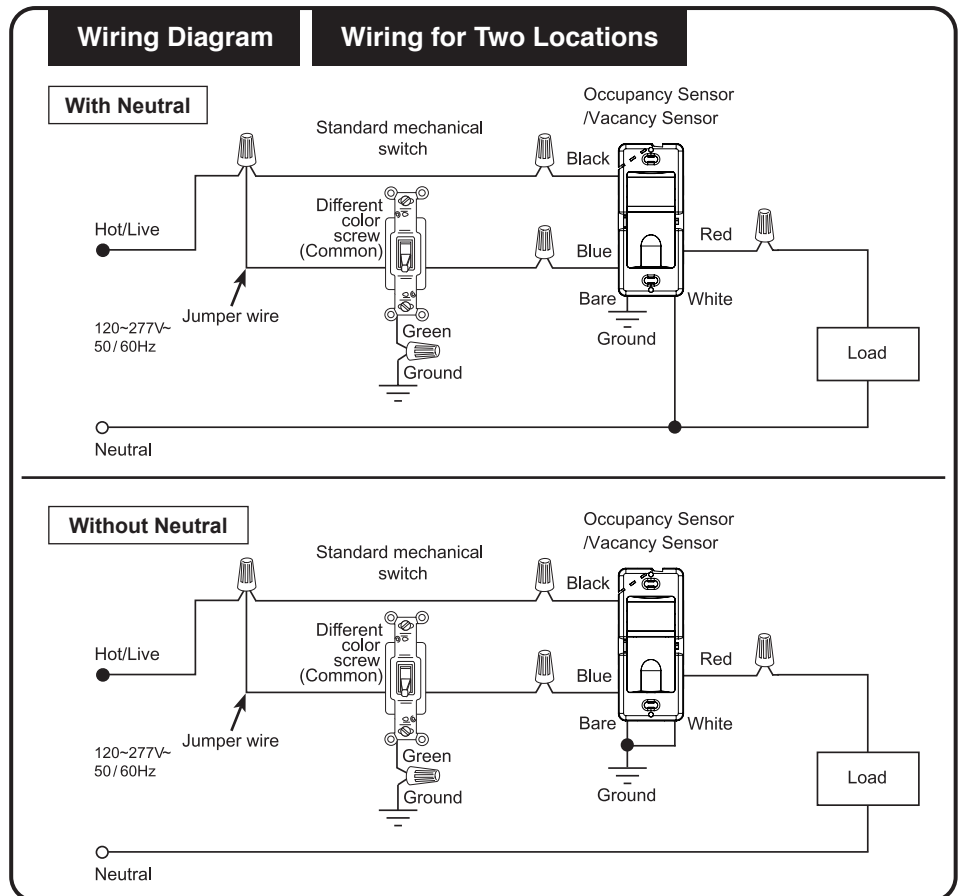 Wiring Diagram
Wiring for Two Locations
With Neutral
Occupancy Sensor
/Vacancy Sensor
Standard mechanical
switch
Black
Different
color
screw
(Common)
Hot/Live
Blue
Red
Bare
White
Jumper wire
Ground
120~277V~
50/60Hz
Green
Ground
Load
Neutral
Without Neutral
Occupancy Sensor
/Vacancy Sensor
Standard mechanical
switch
Black
Different
color
screw
(Common)
Hot/Live
Blue
Red
Bare
White
Jumper wire
120~277V~
50/60Hz
Green
Ground
Ground
Load
Neutral